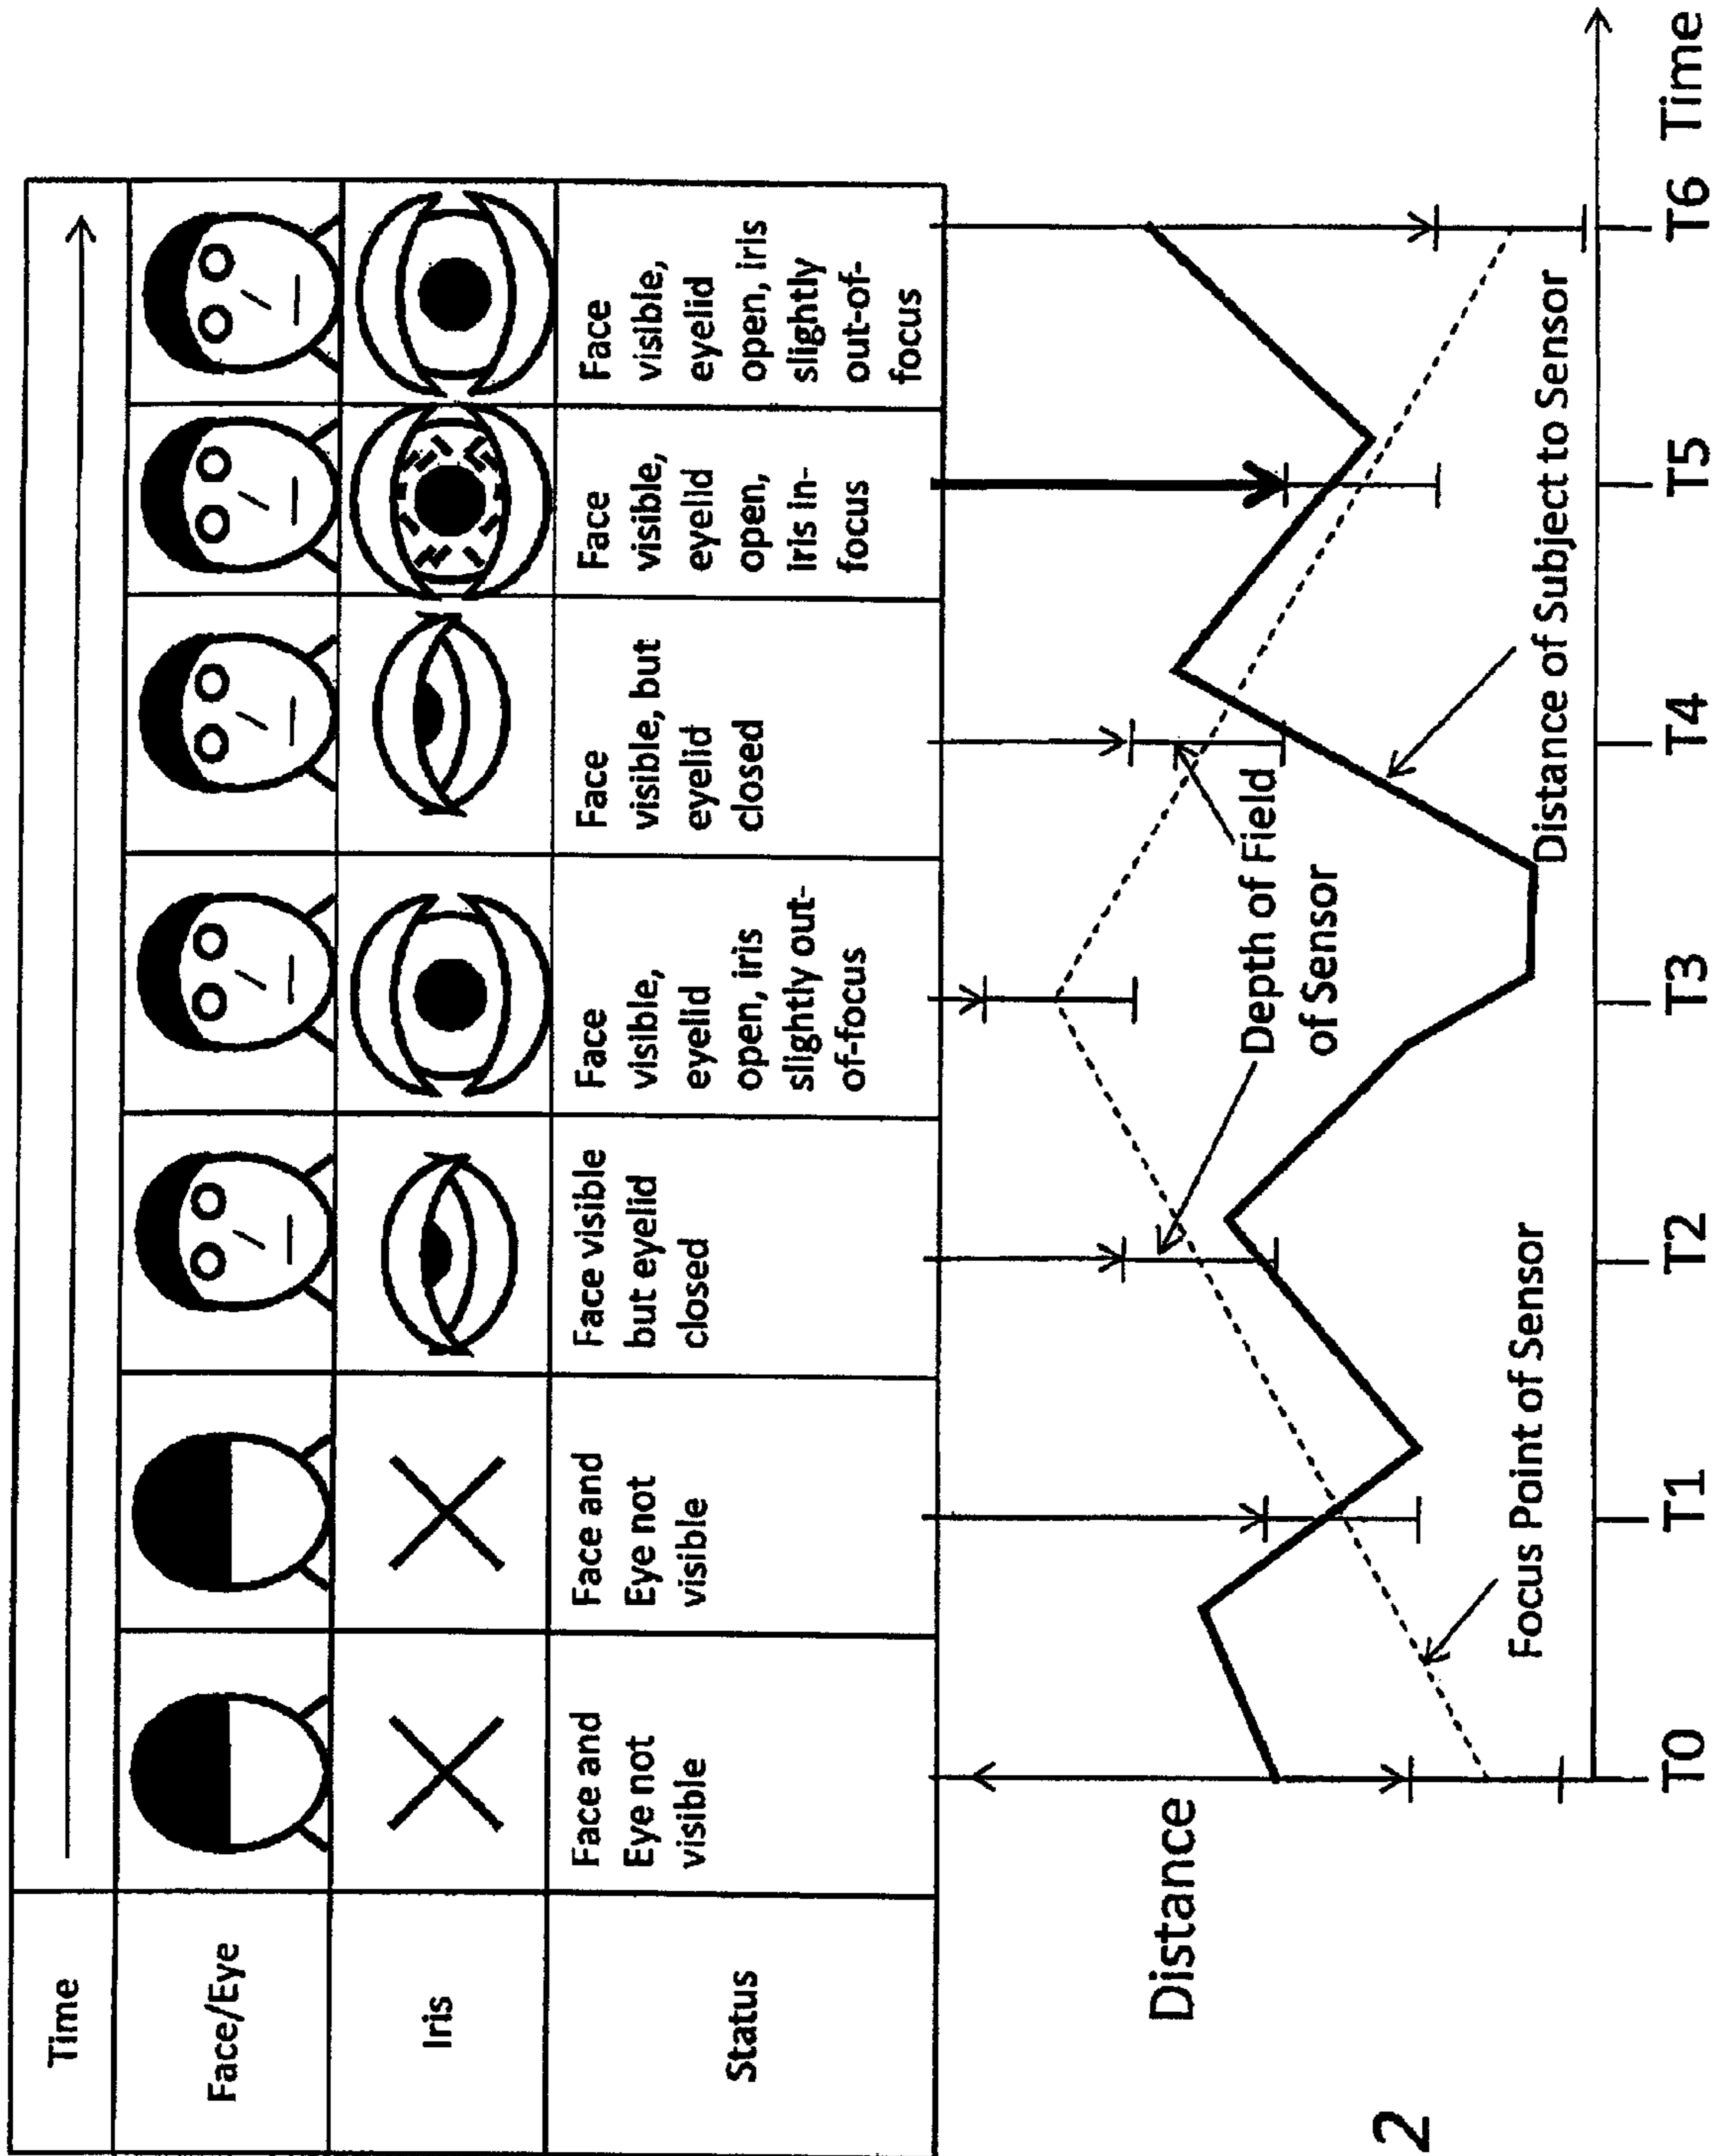 Time
Face/Eye
Iris
Status
Face and
Eye not
visible
Face and
Eye not
visible
Face visible
but eyelid
closed
Face
visible,
eyelid
open, iris
slightly out-
of-focus
Face
visible, but
eyelid
closed
Face
visible,
eyelid
open,
iris in-
focus
Face
visible,
eyelid
open, iris
slightly
out-of-
focus
Distance
Depth of Field
of Sensor
Focus Point of Sensor
Distance of Subject to Sensor
T0
T1
T2
T3
T4
T5
T6
Time
2